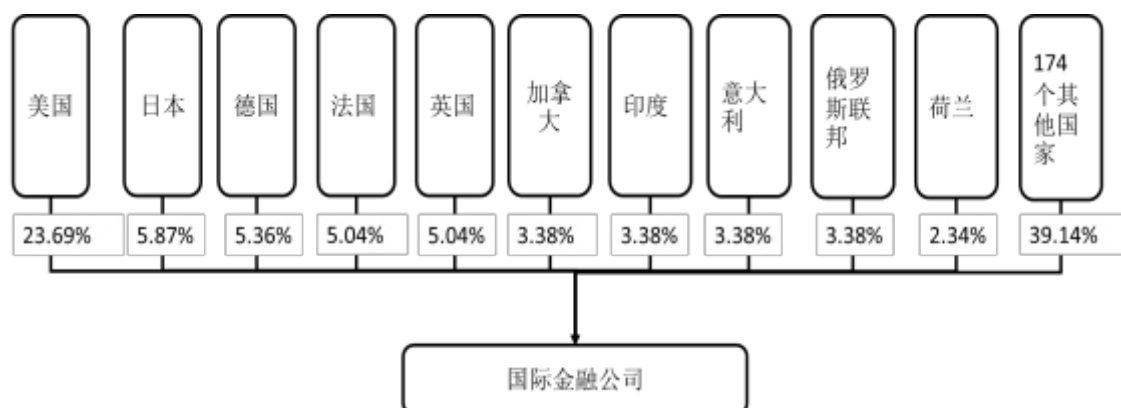 美国
日本
德国
法国
英国
加拿
大
印度
意大
利
俄罗
斯联
邦
荷兰
174
个其
他国
家
23.69%
5.87%
5.36%
5.04%
5.04%
3.38%
3.38%
3.38%
3.38%
2.34%
39.14%
国际金融公司